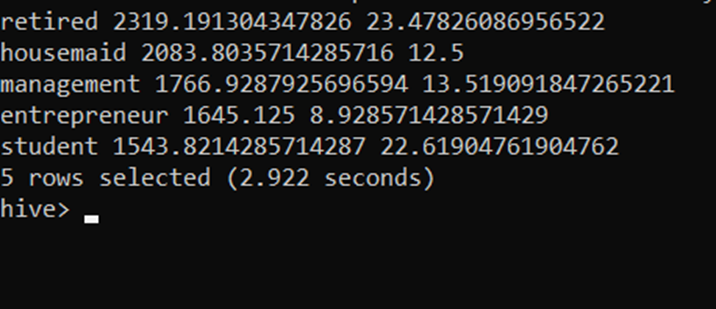 retired 2319.191304347826 23.47826086956522
housemaid 2083.8035714285716 12.5
management 1766.9287925696594 13.519091847265221
entrepreneur 1645.125 8.928571428571429
student 1543.8214285714287 22.61904761904762
5 rows selected (2.922 seconds)
hive>